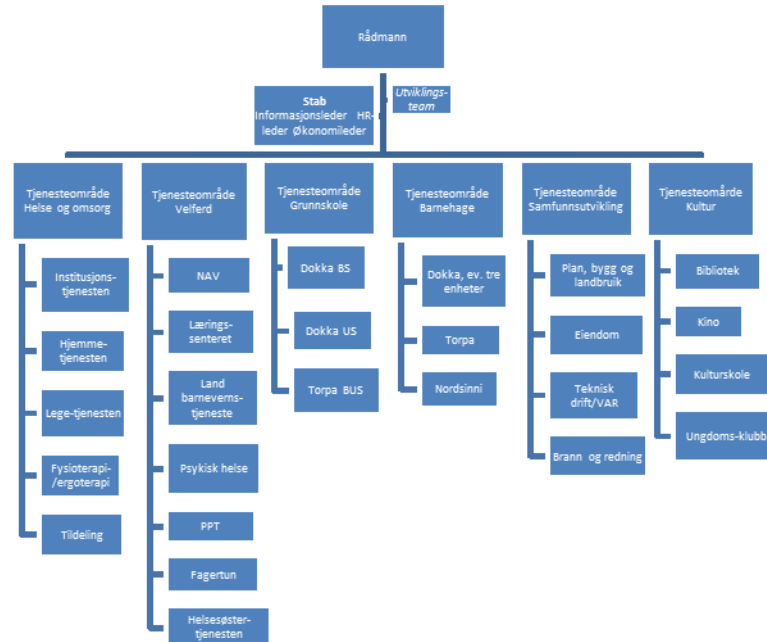 Rådmann
Stab
Informasjonsleder HR-
leder Økonomileder
Utviklings-
team
Tjenesteområde
Helse og omsorg
Institusjons-
tjenesten
Hjemme-
tjenesten
Lege-tjenesten
Fysioterapi-
/ergoterapi
Tildeling
Tjenesteområde
Velferd
NAV
Lærings-
senteret
Land
barneverns-
tjeneste
Psykisk helse
PPT
Fagertun
Helsesøster-
tjenesten
Tjenesteområde
Grunnskole
Dokka BS
Dokka US
Torpa BUS
Tjenesteområde
Barnehage
Dokka, ev. tre
enheter
Torpa
Nordsinni
Tjenesteområde
Samfunnsutvikling
Plan, bygg og
landbruik
Eiendom
Teknisk
drift/VAR
Brann og redning
Tjenesteomårde
Kultur
Bibliotek
Kino
Kulturskole
Ungdoms-klubb